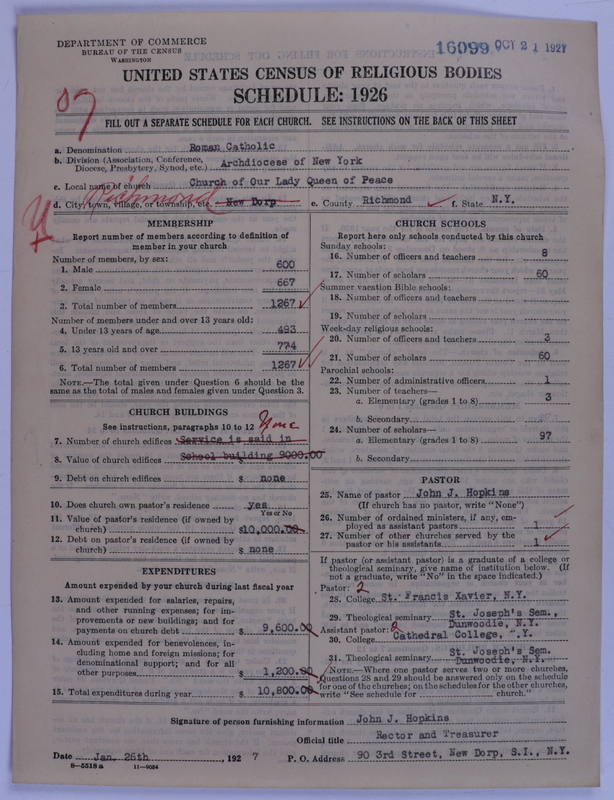 DEPARTMENT OF COMMERCE
BUREAU OF THE CENSUS
WASHINGTON
16099 OCT 21 1927
UNITED STATES CENSUS OF RELIGIOUS BODIES
SCHEDULE: 1926
FILL OUT A SEPARATE SCHEDULE FOR EACH CHURCH. SEE INSTRUCTIONS ON THE BACK OF THIS SHEET
a. Denomination Roman Catholic
b. Division (Association, Conference, Diocese, Presbytery, Synod, etc.) Archdiocese of New York
c. Local name of church Church of Our Lady Queen of Peace
d. City, town, village, or township, etc. New Dorp Richmond e. County Richmond f. State N.Y.
MEMBERSHIP
Report number of members according to definition of
member in your church
Number of members, by sex:
1. Male 600
2. Female 667
3. Total number of members 1267
Number of members under and over 13 years old:
4. Under 13 years of age 493
5. 13 years old and over 774
6. Total number of members 1267
NOTE.—The total given under Question 6 should be the
same as the total of males and females given under Question 3.
CHURCH BUILDINGS
See instructions, paragraphs 10 to 12 None
7. Number of church edifices Service is said in
8. Value of church edifices $ School building 9000.00
9. Debt on church edifices $ none
10. Does church own pastor's residence yes
Yes or No
11. Value of pastor's residence (if owned by
church) $10,000.00
12. Debt on pastor's residence (if owned by
church) $ none
EXPENDITURES
Amount expended by your church during last fiscal year
13. Amount expended for salaries, repairs,
and other running expenses; for im-
provements or new buildings; and for
payments on church debt $ 9,600.00
14. Amount expended for benevolences, in-
cluding home and foreign missions; for
denominational support; and for all
other purposes $ 1,200.00
15. Total expenditures during year $ 10,800.00
CHURCH SCHOOLS
Report here only schools conducted by this church
Sunday schools:
16. Number of officers and teachers 8
17. Number of scholars 60
Summer vacation Bible schools:
18. Number of officers and teachers
19. Number of scholars
Week-day religious schools:
20. Number of officers and teachers 3
21. Number of scholars 60
Parochial schools:
22. Number of administrative officers 1
23. Number of teachers—
a. Elementary (grades 1 to 8) 3
b. Secondary
24. Number of scholars—
a. Elementary (grades 1 to 8) 97
b. Secondary
PASTOR
25. Name of pastor John J. Hopkins
(If church has no pastor, write "None")
26. Number of ordained ministers, if any, em-
ployed as assistant pastors 1
27. Number of other churches served by the
pastor or his assistants 1
If pastor (or assistant pastor) is a graduate of a college or
theological seminary, give name of institution below. (If
not a graduate, write "No" in the space indicated.)
Pastor: 2
28. College St. Francis Xavier, N.Y.
29. Theological seminary St. Joseph's Sem., Dunwoodie, N.Y.
Assistant pastor: 2
30. College Cathedral College, N.Y.
31. Theological seminary St. Joseph's Sem. Dunwoodie, N.Y.
NOTE.—Where one pastor serves two or more churches,
Questions 28 and 29 should be answered only on the schedule
for one of the churches; on the schedules for the other churches,
write "See schedule for church."
Signature of person furnishing information John J. Hopkins
Official title Rector and Treasurer
Date Jan. 26th, 1927 P. O. Address 90 3rd Street, New Dorp, S.I., N.Y.
8—5518 a 11—9034